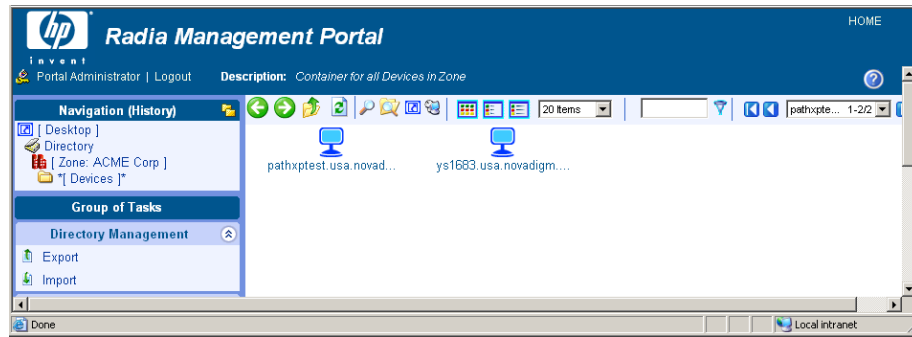 HOME
hp
invent
Radia Management Portal
Portal Administrator | Logout
Description: Container for all Devices in Zone
?
Navigation (History)
20 Items
pathxpte... 1-2/2
[ Desktop ]
Directory
[ Zone: ACME Corp ]
*[ Devices ]*
pathxptest.usa.novad...
ys1683.usa.novadigm....
Group of Tasks
Directory Management
Export
Import
Done
Local intranet